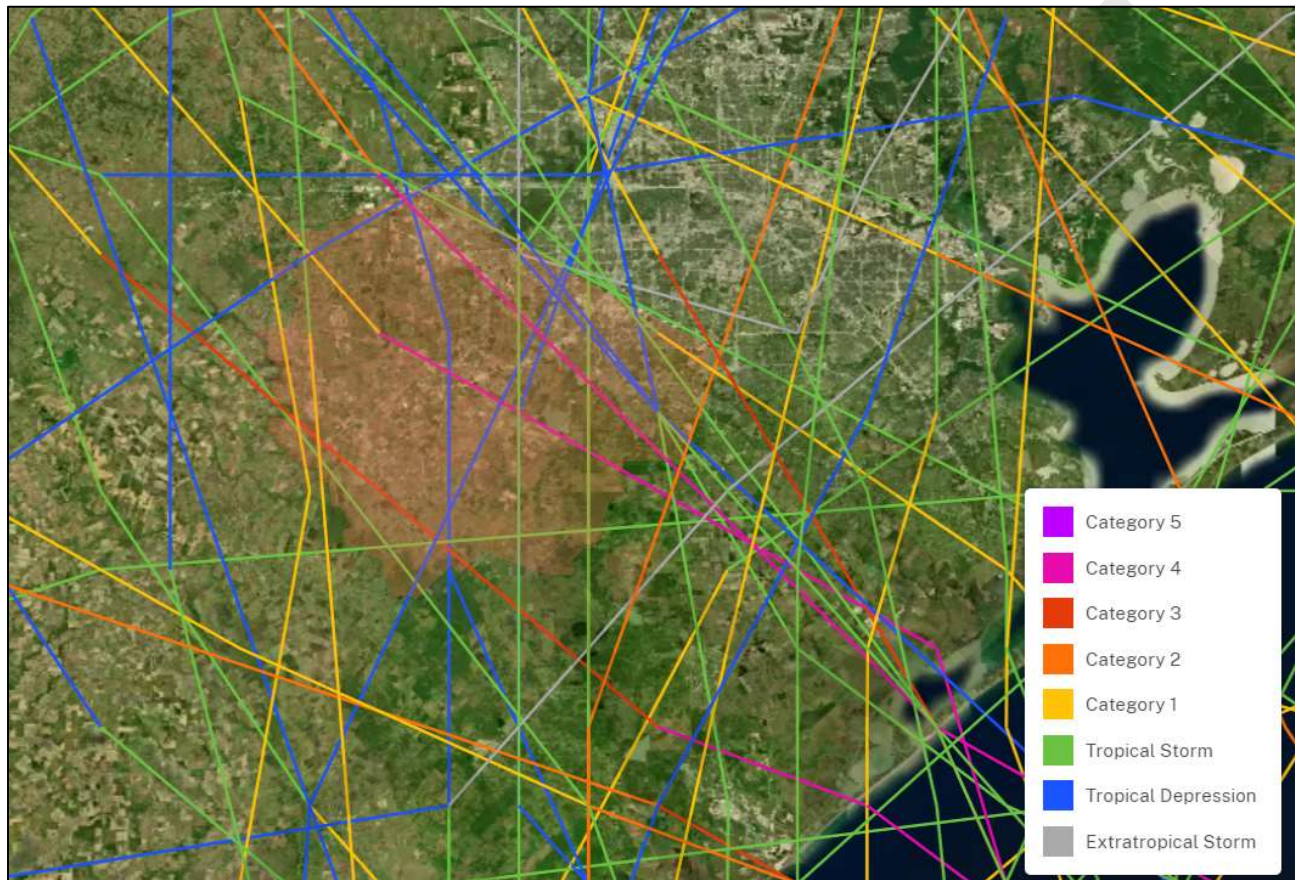 Category 5
Category 4
Category 3
Category 2
Category 1
Tropical Storm
Tropical Depression
Extratropical Storm